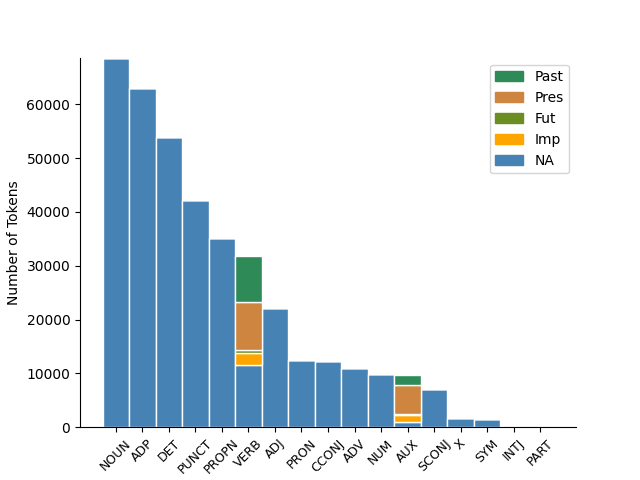 Past
Pres
Fut
Imp
NA
Number of Tokens
60000
50000
40000
30000
20000
10000
0
NOUN
ADP
DET
PUNCT
PROPN
VERB
ADJ
PRON
CCONJ
ADV
NUM
AUX
SCONJ
X
SYM
INTJ
PART